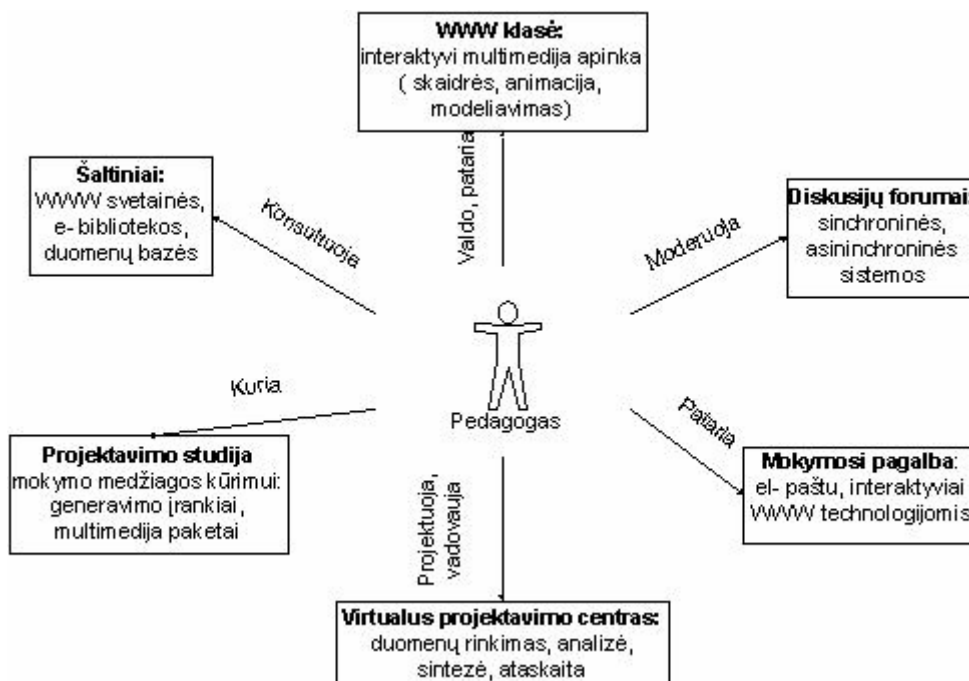 WWW klasė:
interaktyvi multimedija apinka
( skaidrės, animacija,
modeliavimas)
Valdo, pataria
Šaltiniai:
WWW svetainės,
e- bibliotekos,
duomenų bazės
Konsultuoja
Diskusijų forumai:
sinchroninės,
asininchroninės
sistemos
Moderuoja
Pedagogas
Kuria
Projektavimo studija
mokymo medžiagos kūrimui:
generavimo įrankiai,
multimedija paketai
Pataria
Mokymosi pagalba:
el- paštu, interaktyviai
WWW technologijomis
Projektuoja,
vadovauja
Virtualus projektavimo centras:
duomenų rinkimas, analizė,
sintezė, ataskaita